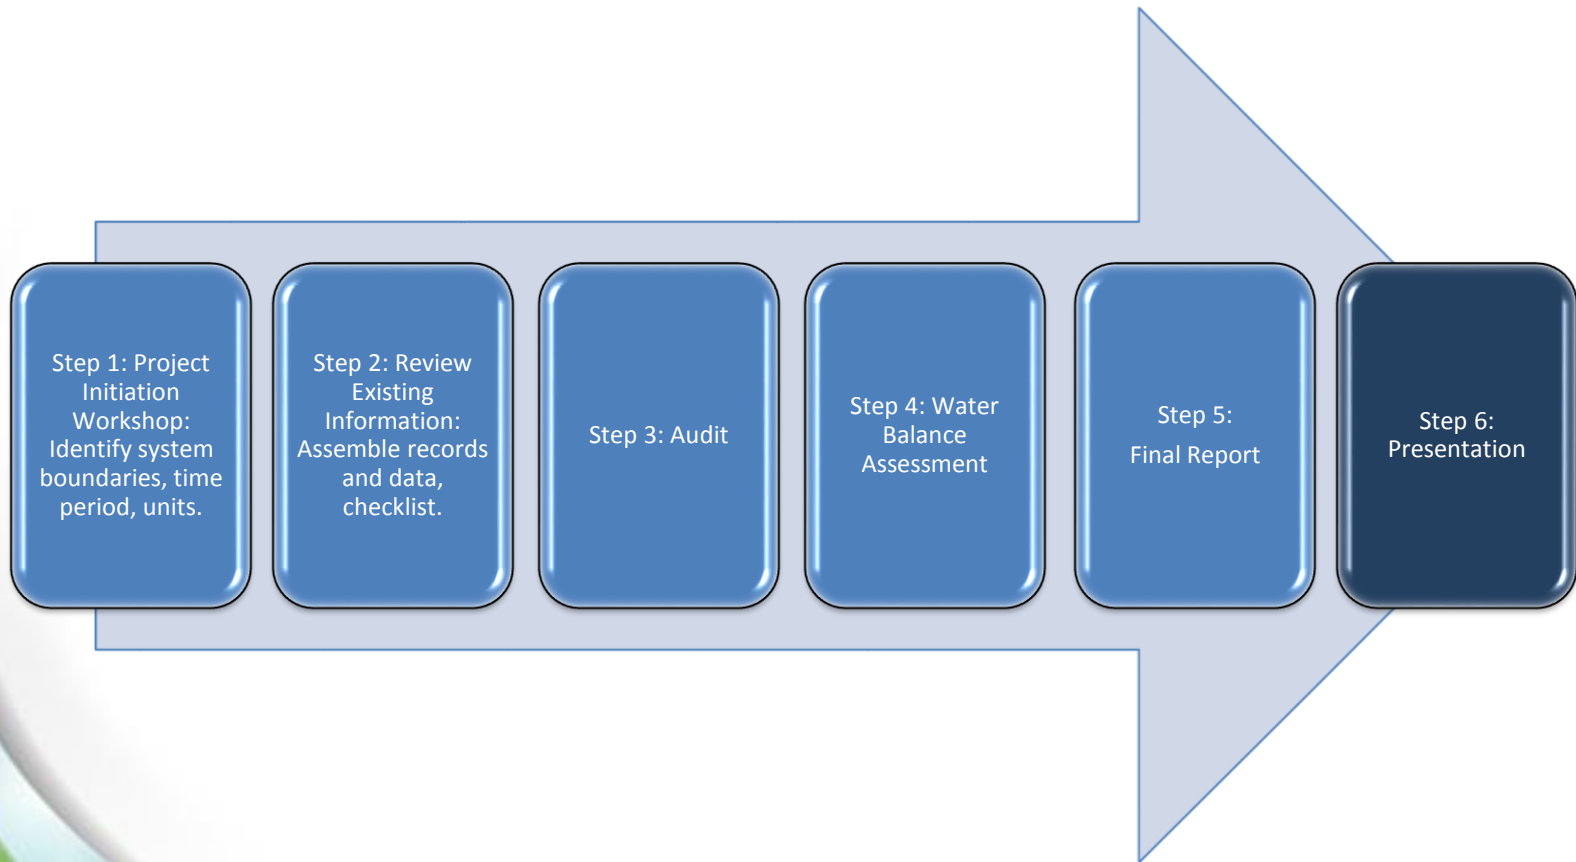 Step 1: Project
Initiation
Workshop:
Identify system
boundaries, time
period, units.
Step 2: Review
Existing
Information:
Assemble records
and data,
checklist.
Step 3: Audit
Step 4: Water
Balance
Assessment
Step 5:
Final Report
Step 6:
Presentation